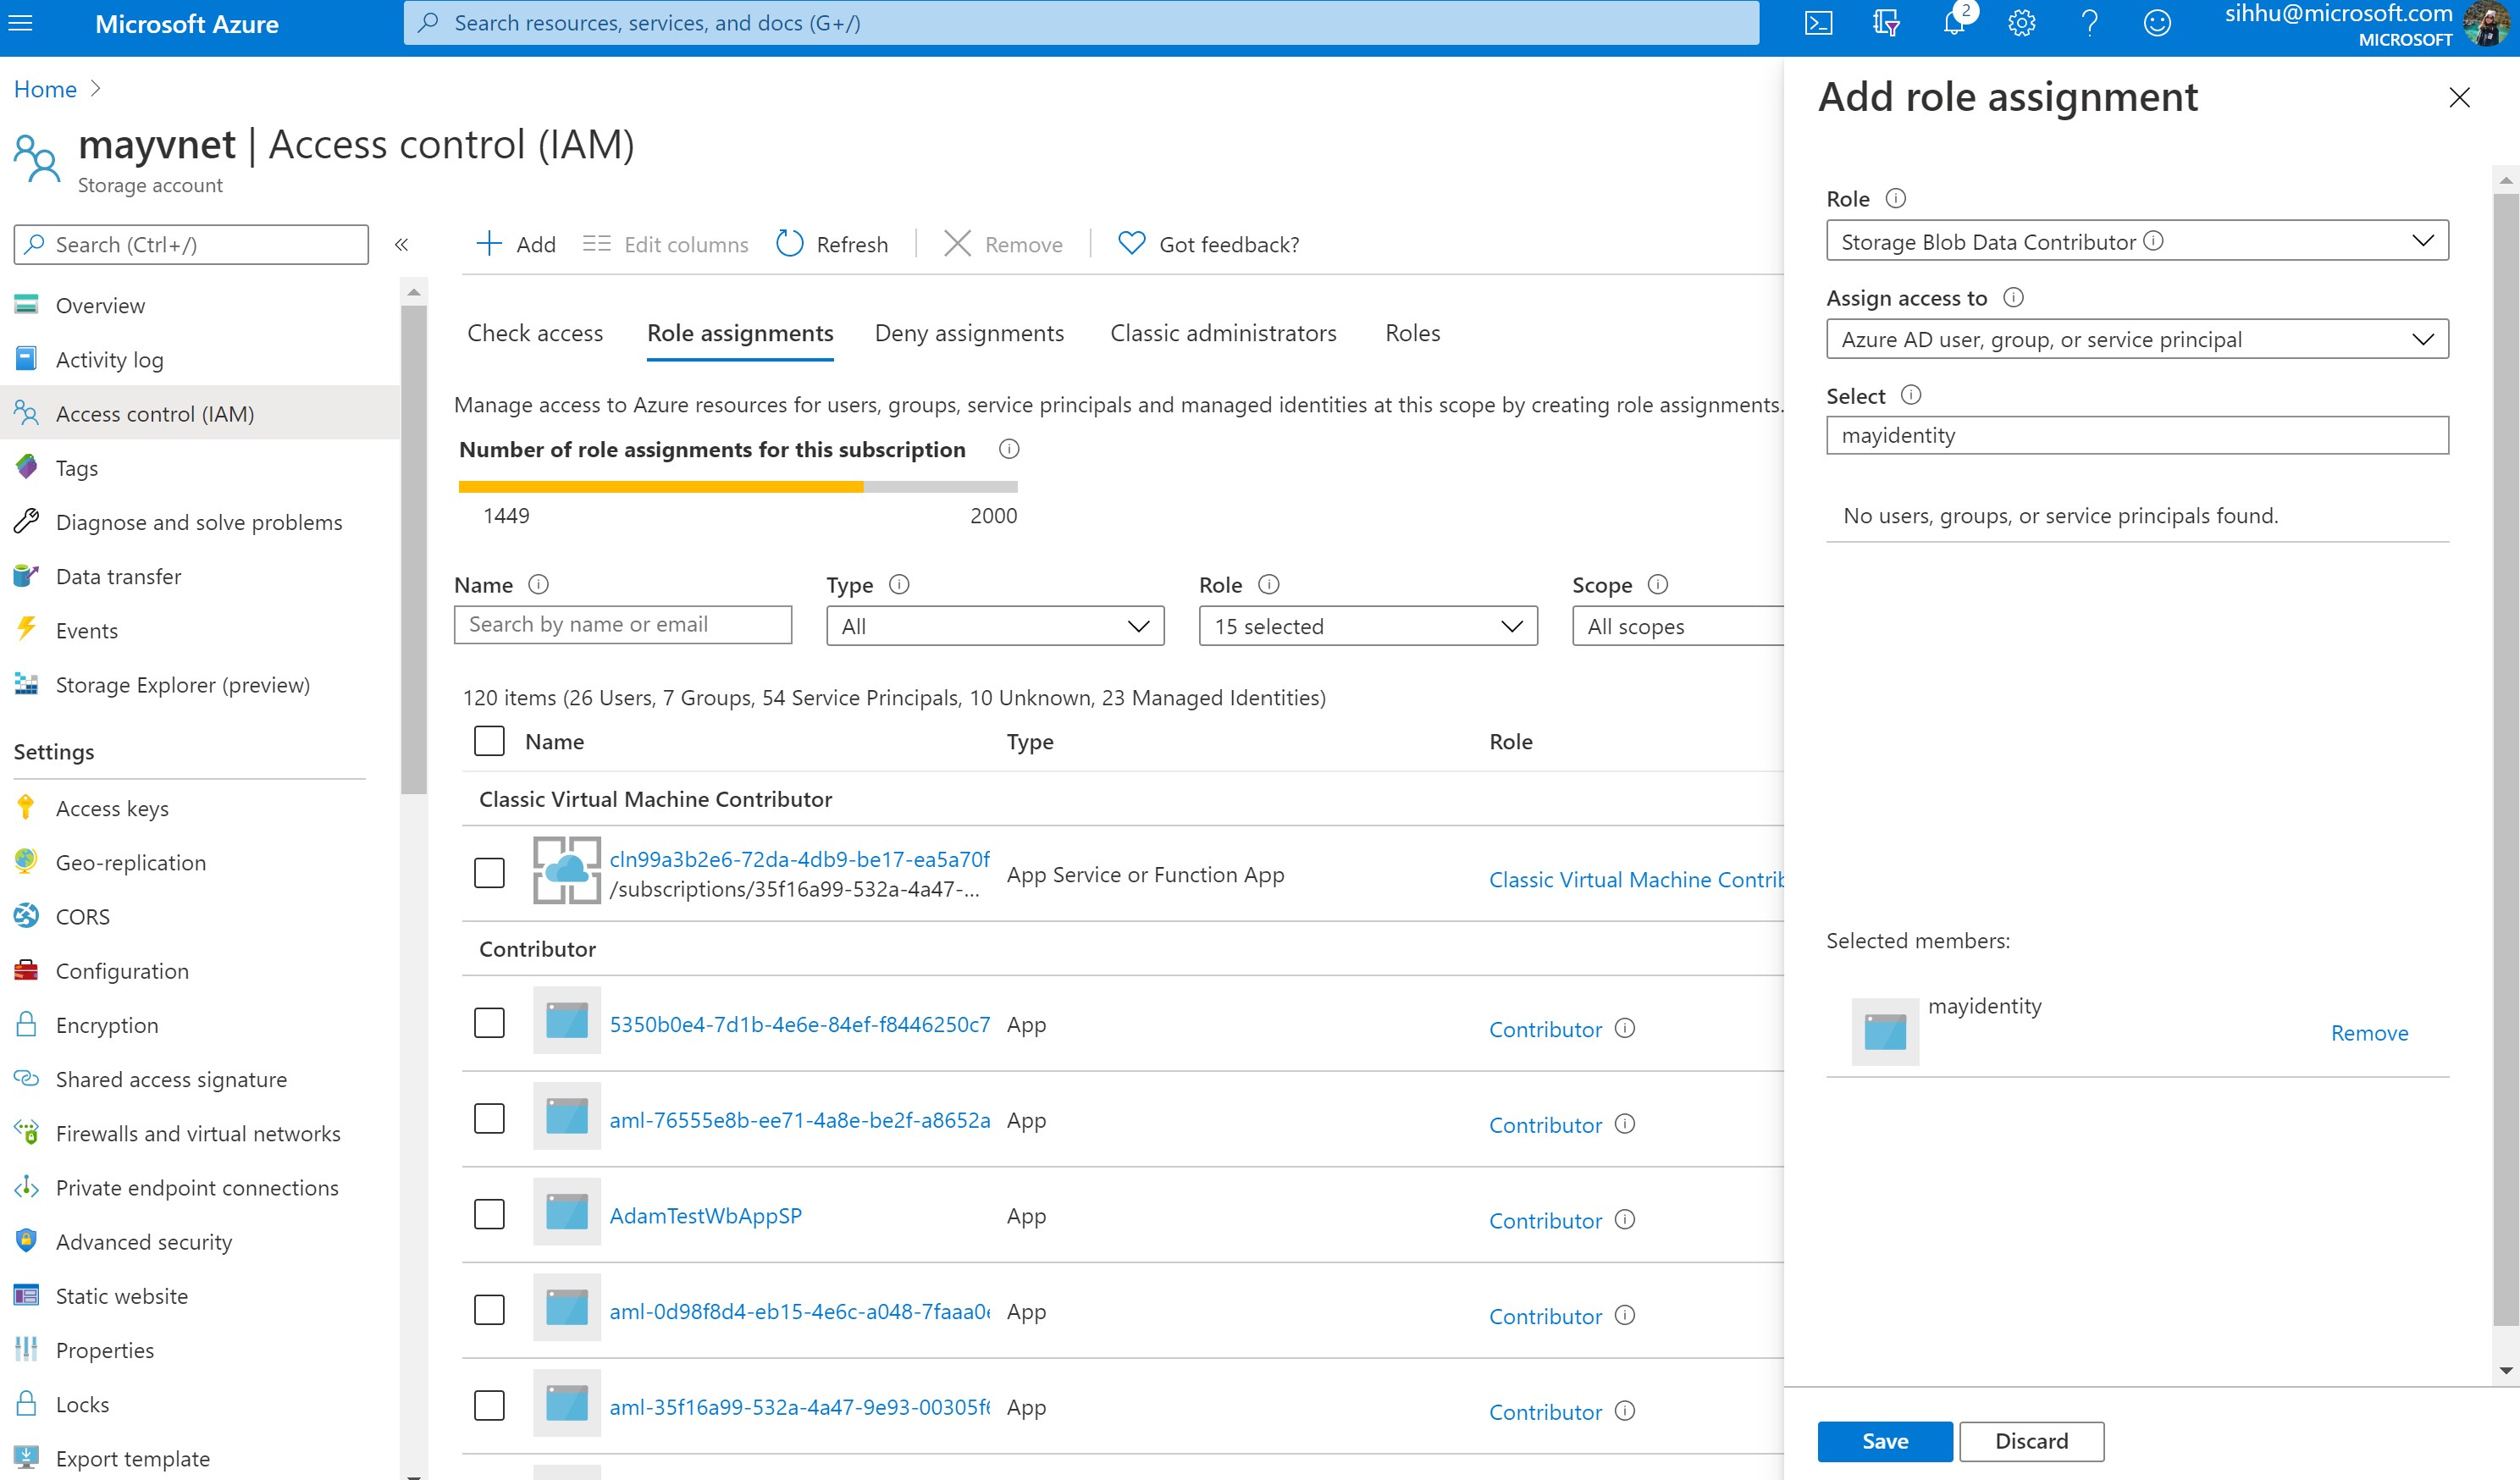 Microsoft Azure
Search resources, services, and docs (G+/)
2
sihhu@microsoft.com
MICROSOFT
Home
mayvnet | Access control (IAM)
Storage account
Search (Ctrl+/)
«
Overview
Activity log
Access control (IAM)
Tags
Diagnose and solve problems
Data transfer
Events
Storage Explorer (preview)
Settings
Access keys
Geo-replication
CORS
Configuration
Encryption
Shared access signature
Firewalls and virtual networks
Private endpoint connections
Advanced security
Static website
Properties
Locks
Export template
Add
Edit columns
Refresh
Remove
Got feedback?
Check access
Role assignments
Deny assignments
Classic administrators
Roles
Manage access to Azure resources for users, groups, service principals and managed identities at this scope by creating role assignments.
Number of role assignments for this subscription
1449
2000
Name
Type
Role
Scope
Search by name or email
All
15 selected
All scopes
120 items (26 Users, 7 Groups, 54 Service Principals, 10 Unknown, 23 Managed Identities)
Name
Type
Role
Classic Virtual Machine Contributor
cln99a3b2e6-72da-4db9-be17-ea5a70f
/subscriptions/35f16a99-532a-4a47-...
App Service or Function App
Classic Virtual Machine Contrib
Contributor
5350b0e4-7d1b-4e6e-84ef-f8446250c7
App
Contributor
aml-76555e8b-ee71-4a8e-be2f-a8652a
App
Contributor
AdamTestWbAppSP
App
Contributor
aml-0d98f8d4-eb15-4e6c-a048-7faaa0e
App
Contributor
aml-35f16a99-532a-4a47-9e93-00305f6
App
Contributor
Add role assignment
Role
Storage Blob Data Contributor
Assign access to
Azure AD user, group, or service principal
Select
mayidentity
No users, groups, or service principals found.
Selected members:
mayidentity
Remove
Save
Discard